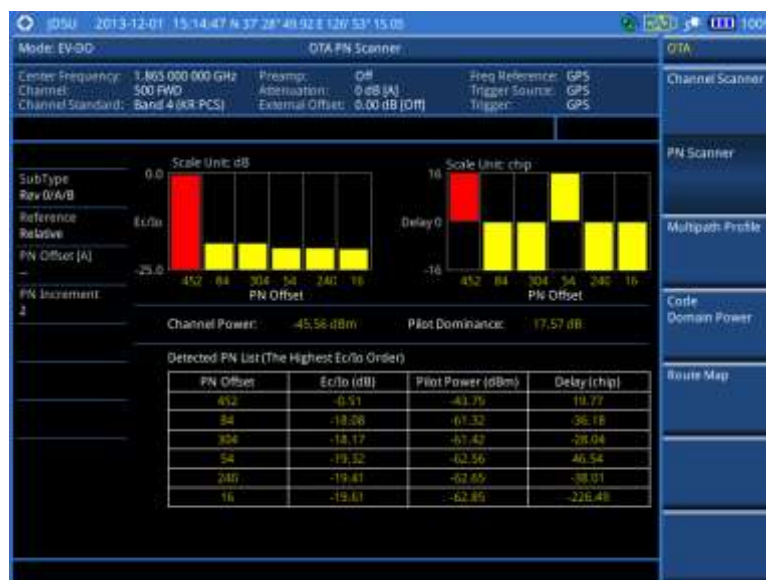 JDSU 2013-12-01 15:14:47 N 37° 28' 49.92 E 126° 53' 15.05 100%
Mode: EV-DO OTA PN Scanner OTA
Center Frequency: 1.865 000 000 GHz Preamp: Off Freq Reference: GPS
Channel: 500 FWD Attenuation: 0 dB [A] Trigger Source: GPS
Channel Standard: Band 4 (KR PCS) External Offset: 0.00 dB [Off] Trigger: GPS
Channel Scanner
PN Scanner
Multipath Profile
Code
Domain Power
Route Map
SubType
Rev 0/A/B
Reference
Relative
PN Offset [A]
--
PN Increment
2
Scale Unit: dB
0.0
Ec/Io
-25.0
452 84 304 54 240 16
PN Offset
Scale Unit: chip
16
Delay 0
-16
452 84 304 54 240 16
PN Offset
Channel Power: -45.56 dBm Pilot Dominance: 17.57 dB
Detected PN List (The Highest Ec/Io Order)
PN Offset Ec/Io (dB) Pilot Power (dBm) Delay (chip)
452 -0.51 -43.75 19.77
84 -18.08 -61.32 -36.18
304 -18.17 -61.42 -28.04
54 -19.32 -62.56 46.54
240 -19.41 -62.65 -38.01
16 -19.61 -62.85 -226.48